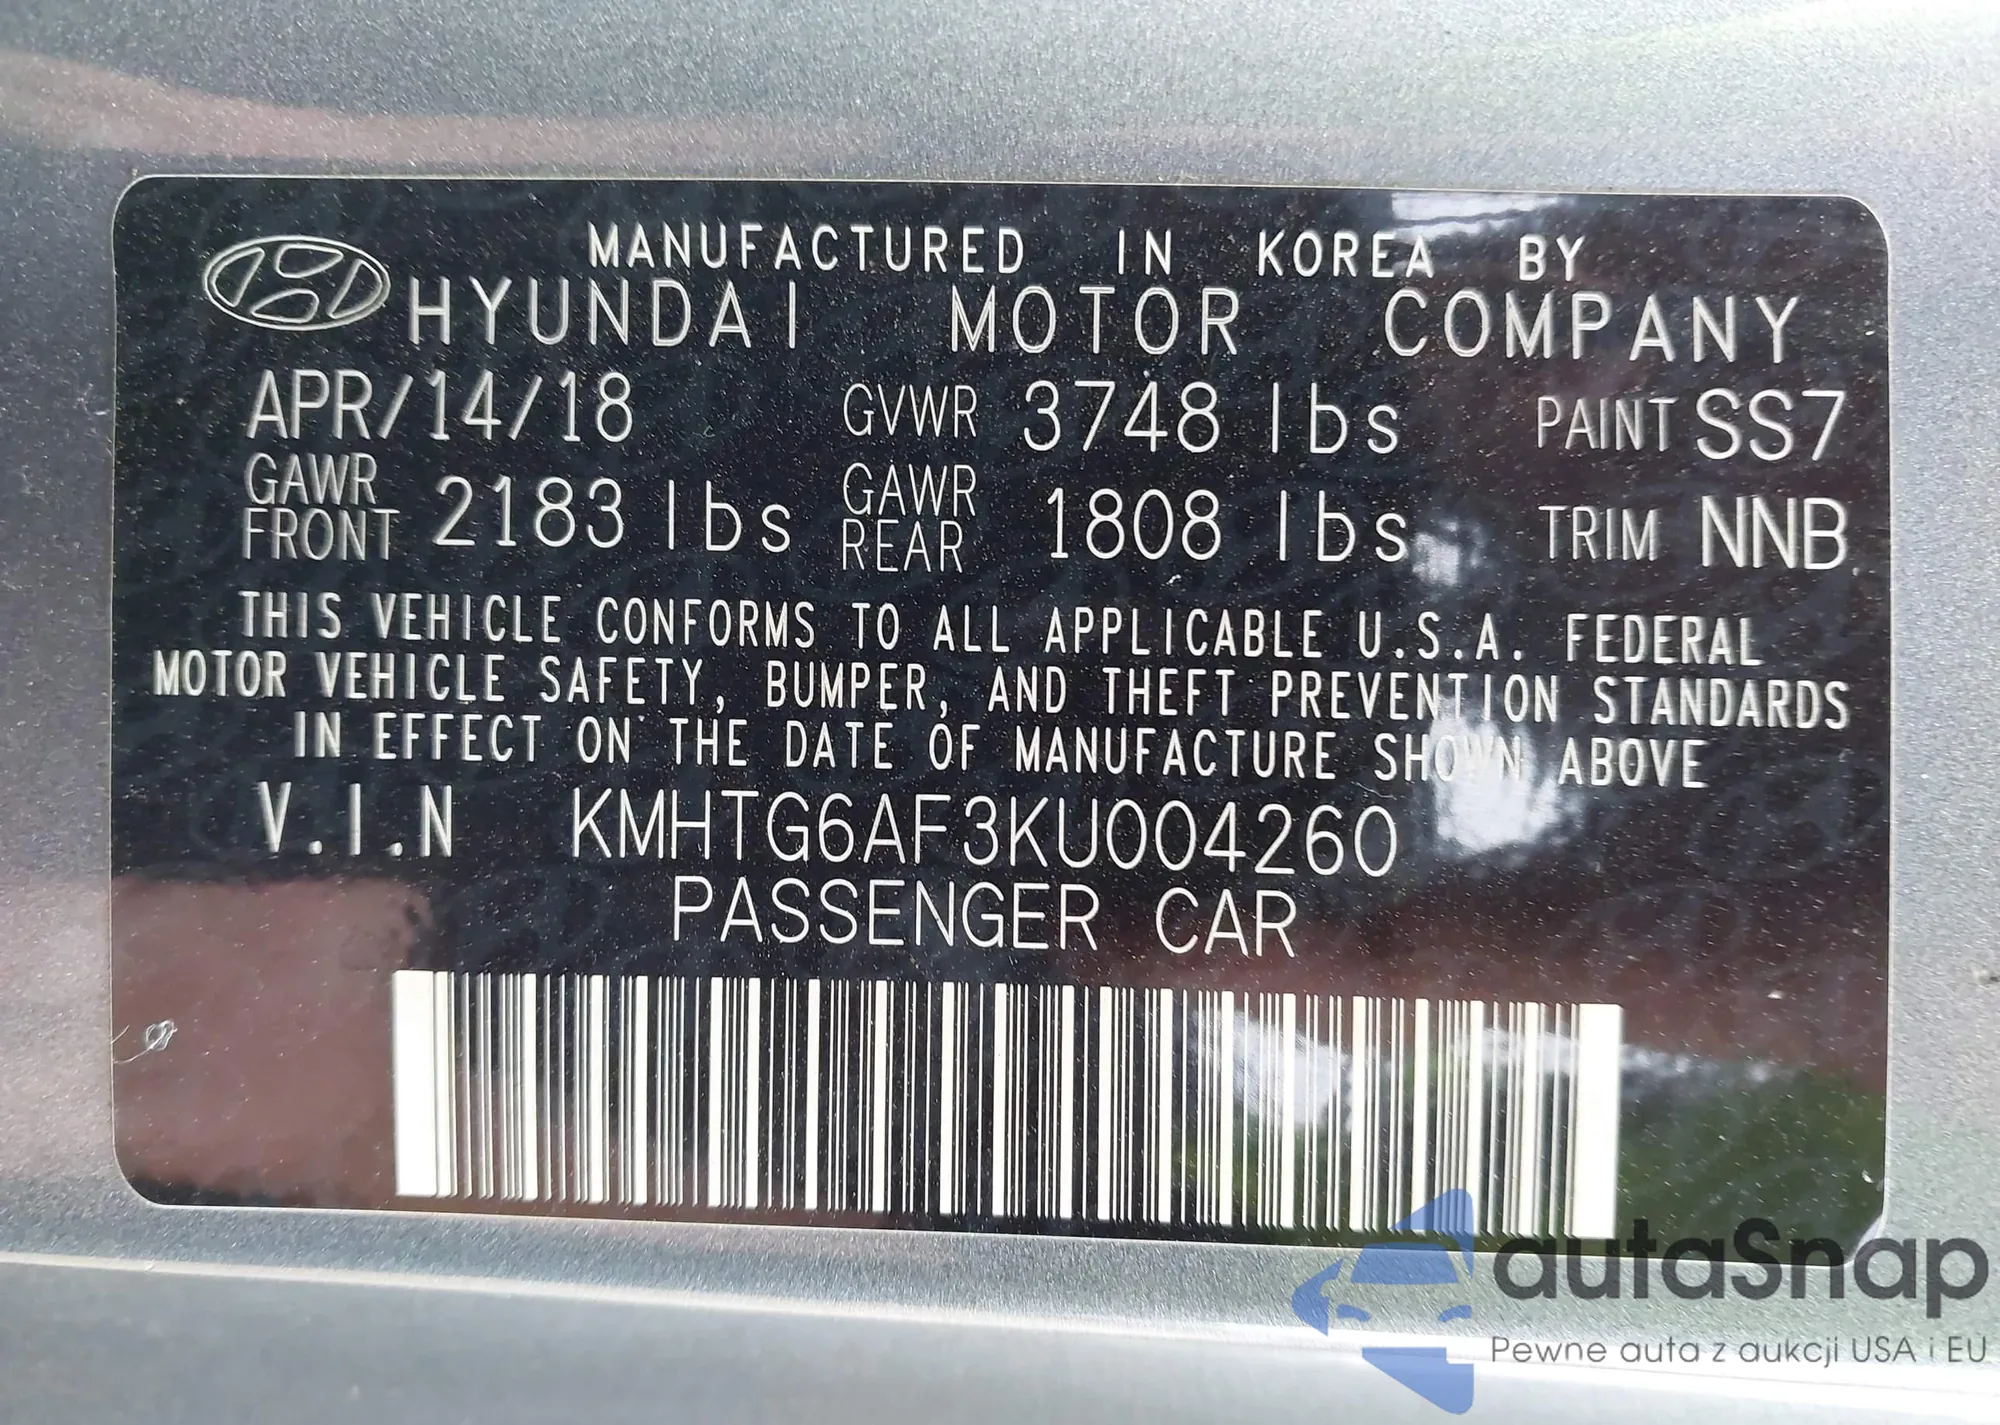 MANUFACTURED IN KOREA BY
HYUNDAI MOTOR COMPANY
APR/14/18 GVWR 3748 lbs PAINT SS7
GAWR FRONT 2183 lbs GAWR REAR 1808 lbs TRIM NNB
THIS VEHICLE CONFORMS TO ALL APPLICABLE U.S.A. FEDERAL
MOTOR VEHICLE SAFETY, BUMPER, AND THEFT PREVENTION STANDARDS
IN EFFECT ON THE DATE OF MANUFACTURE SHOWN ABOVE
V.I.N KMHTG6AF3KU004260
PASSENGER CAR
autaSnap
Pewne auta z aukcji USA i EU